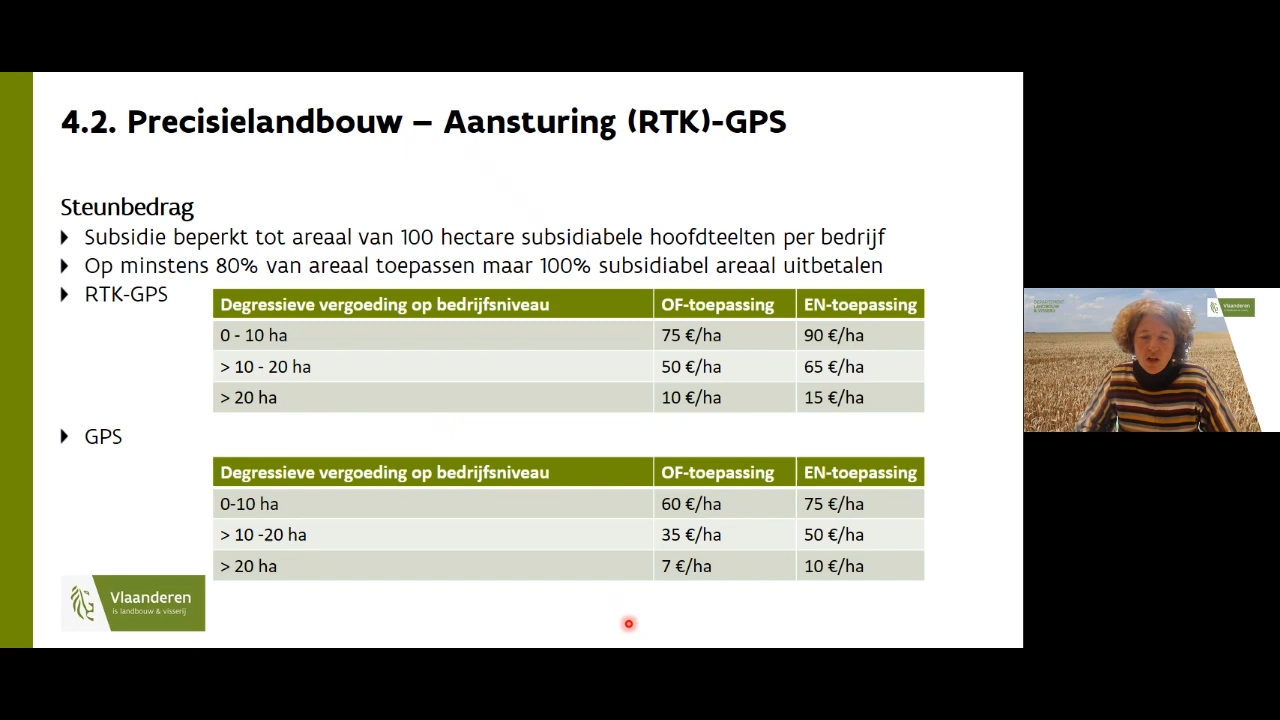 4.2. Precisielandbouw – Aansturing (RTK)-GPS
Steunbedrag
Subsidie beperkt tot areaal van 100 hectare subsidiabele hoofdteelten per bedrijf
Op minstens 80% van areaal toepassen maar 100% subsidiabel areaal uitbetalen
RTK-GPS
Degressieve vergoeding op bedrijfsniveau OF-toepassing EN-toepassing
0 - 10 ha 75 €/ha 90 €/ha
> 10 - 20 ha 50 €/ha 65 €/ha
> 20 ha 10 €/ha 15 €/ha
GPS
Degressieve vergoeding op bedrijfsniveau OF-toepassing EN-toepassing
0-10 ha 60 €/ha 75 €/ha
> 10 -20 ha 35 €/ha 50 €/ha
> 20 ha 7 €/ha 10 €/ha
Vlaanderen
is landbouw & visserij
DEPARTEMENT
LANDBOUW
& VISSERIJ
Vlaanderen